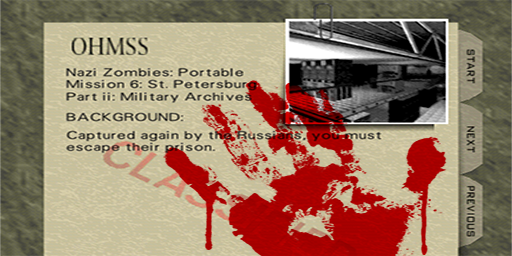 OHMSS
Nazi Zombies: Portable
Mission 6: St. Petersburg
Part ii: Military Archives
BACKGROUND:
Captured again by the Russians, you must
escape their prison.
START
NEXT
PREVIOUS